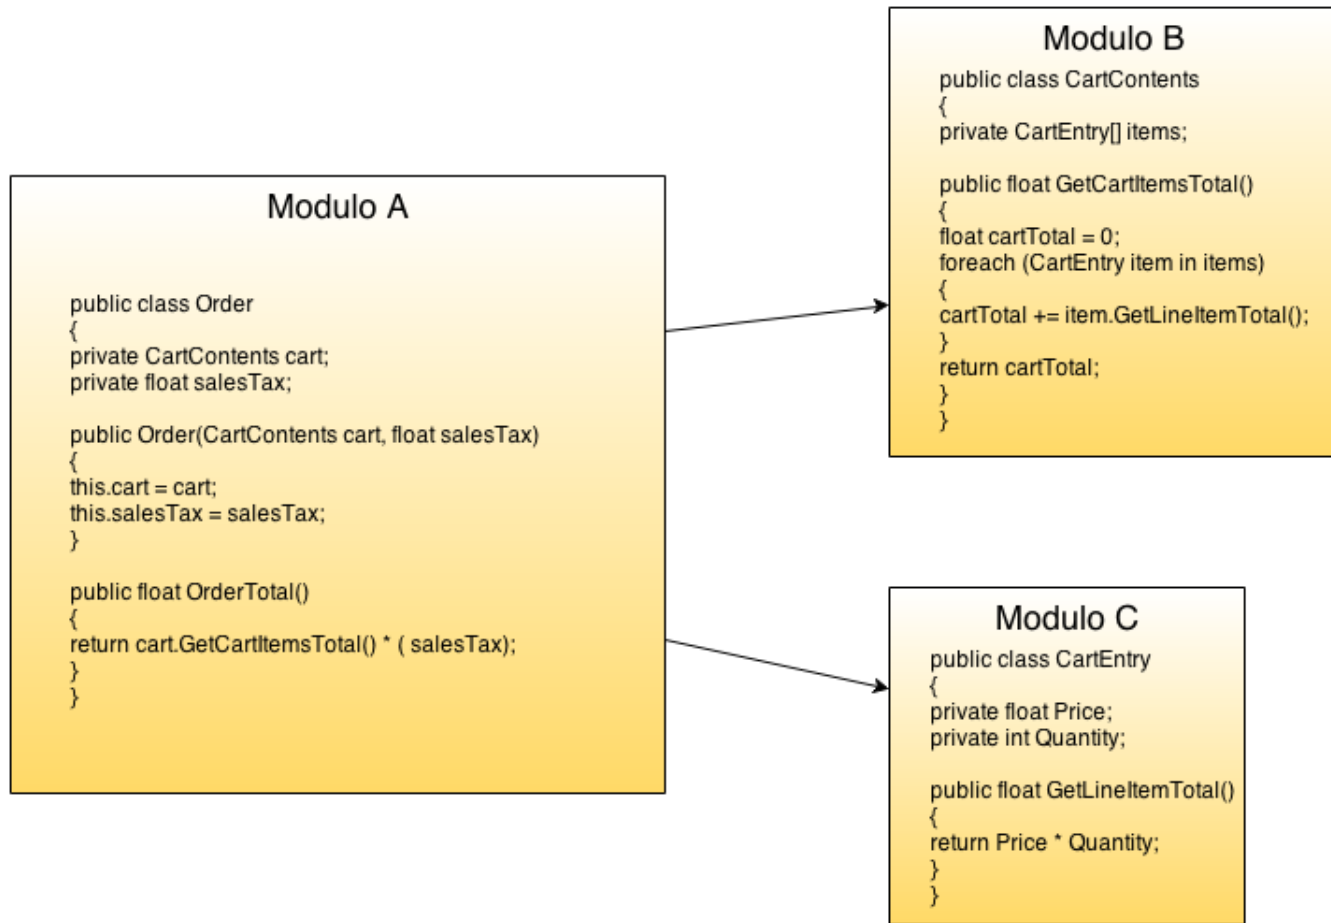 Modulo A
public class Order
{
private CartContents cart;
private float salesTax;
public Order(CartContents cart, float salesTax)
{
this.cart = cart;
this.salesTax = salesTax;
}
public float OrderTotal()
{
return cart.GetCartItemsTotal() * ( salesTax);
}
}
Modulo B
public class CartContents
{
private CartEntry[] items;
public float GetCartItemsTotal()
{
float cartTotal = 0;
foreach (CartEntry item in items)
{
cartTotal += item.GetLineItemTotal();
}
return cartTotal;
}
}
Modulo C
public class CartEntry
{
private float Price;
private int Quantity;
public float GetLineItemTotal()
{
return Price * Quantity;
}
}